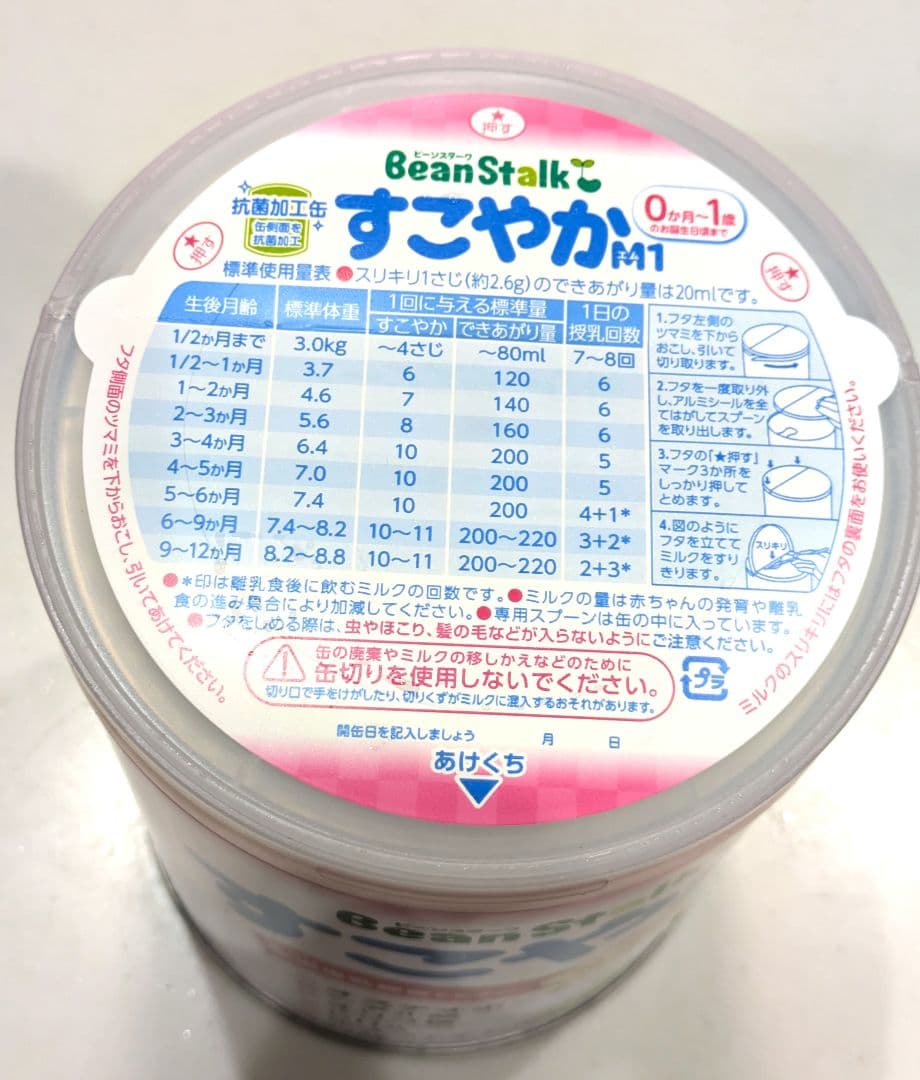 ★
押す
ビーンスターク
BeanStalk
抗菌加工缶
缶側面を
抗菌加工
すこやかM1
エム
0か月〜1歳
のお誕生日頃まで
★
押す
★
押す
標準使用量表 ●スリキリ1さじ(約2.6g)のできあがり量は20mlです。
生後月齢 標準体重 1回に与える標準量 1日の
すこやか できあがり量 授乳回数
1/2か月まで 3.0kg 〜4さじ 〜80ml 7〜8回
1/2〜1か月 3.7 6 120 6
1〜2か月 4.6 7 140 6
2〜3か月 5.6 8 160 6
3〜4か月 6.4 10 200 5
4〜5か月 7.0 10 200 5
5〜6か月 7.4 10 200 4+1*
6〜9か月 7.4〜8.2 10〜11 200〜220 3+2*
9〜12か月 8.2〜8.8 10〜11 200〜220 2+3*
1.フタ左側の
ツマミを下から
おこし、引いて
切り取ります。
2.フタを一度取り外
し、アルミシールを全
てはがしてスプーン
を取り出します。
3.フタの「★押す」
マーク3か所を
しっかり押して
とめます。
4.図のように
フタを立てて
ミルクをすり
きります。
スリキリ
●*印は離乳食後に飲むミルクの回数です。●ミルクの量は赤ちゃんの発育や離乳
食の進み具合により加減してください。●専用スプーンは缶の中に入っています。
●フタをしめる際は、虫やほこり、髪の毛などが入らないようにご注意ください。
缶の廃棄やミルクの移しかえなどのために
缶切りを使用しないでください。
切り口で手をけがしたり、切りくずがミルクに混入するおそれがあります。
プラ
開缶日を記入しましょう 月 日
あけくち
フタ側面のツマミを下からおこし、引いてあけてください。
ミルクのスリキリにはフタの裏面をお使いください。
ビーンスターク
BeanStalk
すこや